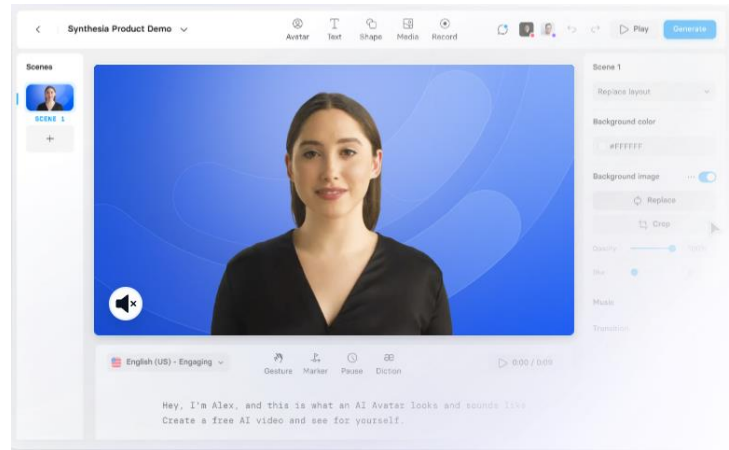 Synthesia Product Demo
Avatar Text Shape Media Record
Play
Generate
Scenes
SCENE 1
Scene 1
Replace layout
Background color
#FFFFFF
Background image
Replace
Crop
Opacity
100%
Blur
Music
Transition
English (US) - Engaging
Gesture Marker Pause Diction
0:00 / 0:09
Hey, I'm Alex, and this is what an AI Avatar looks and sounds like
Create a free AI video and see for yourself.